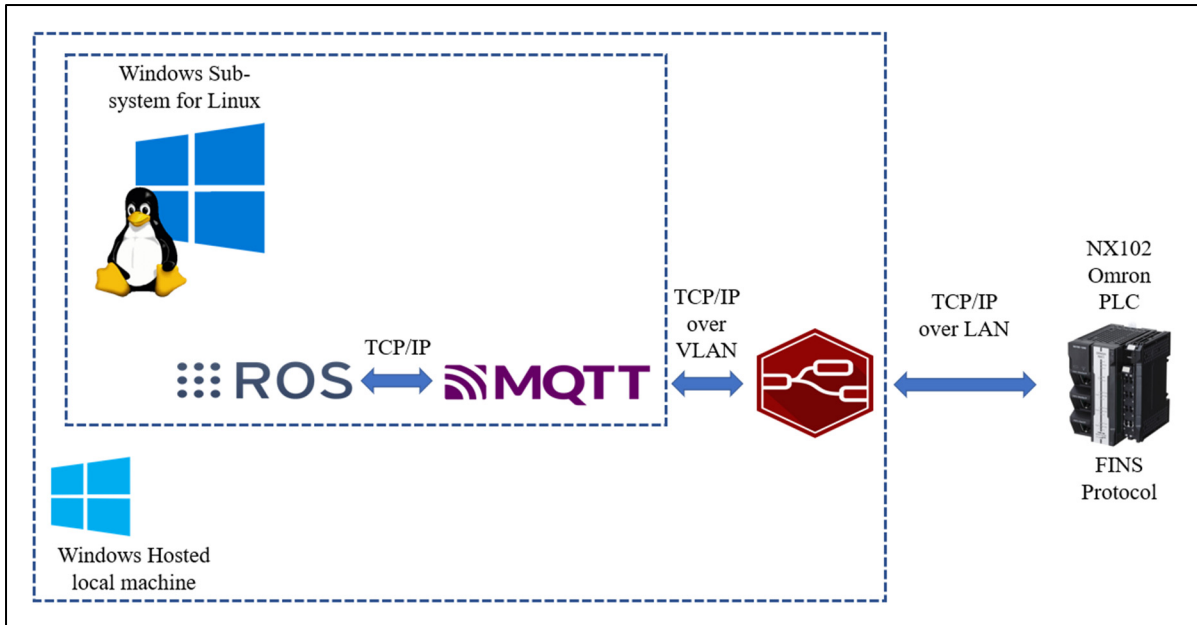 Windows Sub-
system for Linux
ROS
TCP/IP
MQTT
TCP/IP
over
VLAN
TCP/IP
over LAN
NX102
Omron
PLC
FINS
Protocol
Windows Hosted
local machine